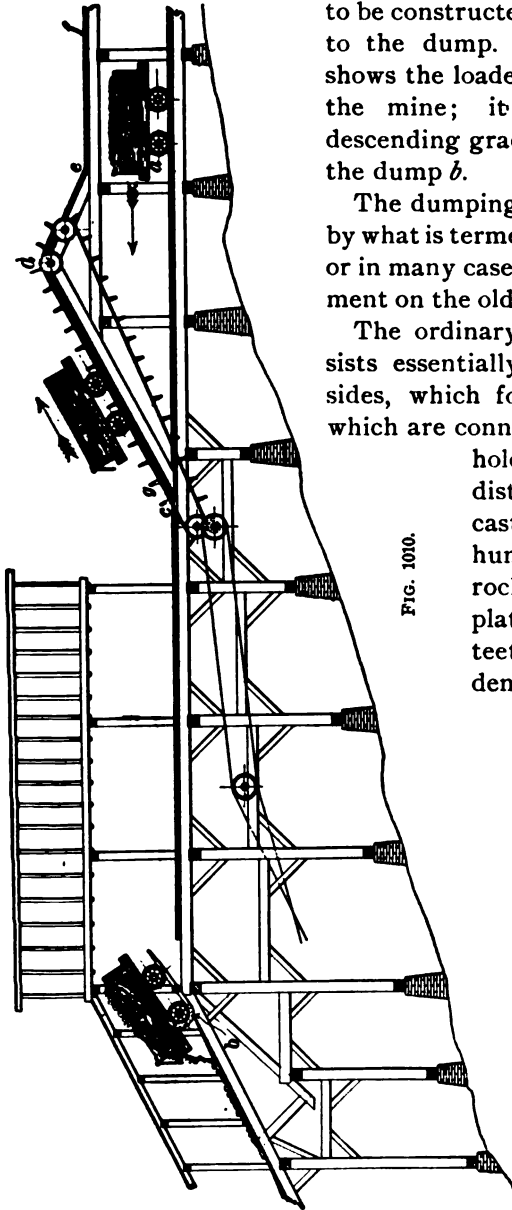 to be constructe
to the dump.
shows the loade
the mine; it
descending grad
the dump b.
The dumping
by what is terme
or in many case
ment on the old
The ordinary
sists essentially
sides, which fo
which are conn
hol
dist
cast
hun
rocl
plat
teet
den
FIG. 1010.
f
e
d
a
g
c
b